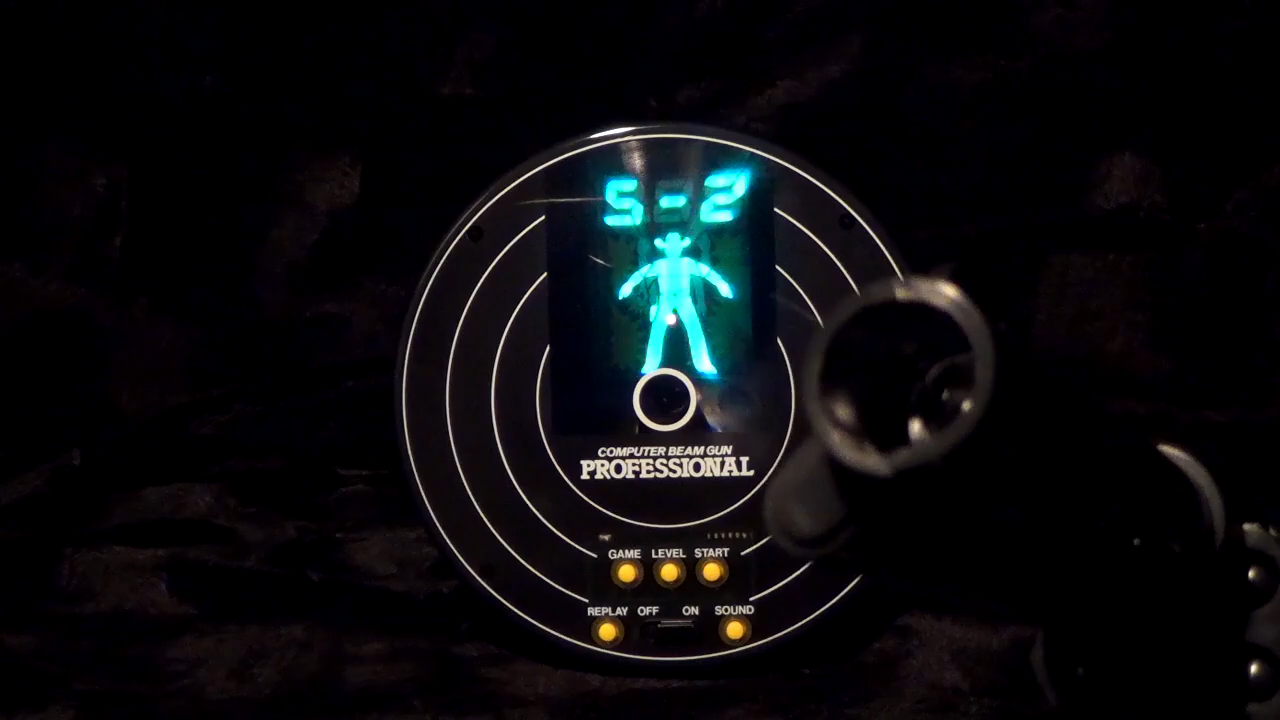 5-2
COMPUTER BEAM GUN
PROFESSIONAL
GAME LEVEL START
REPLAY OFF ON SOUND